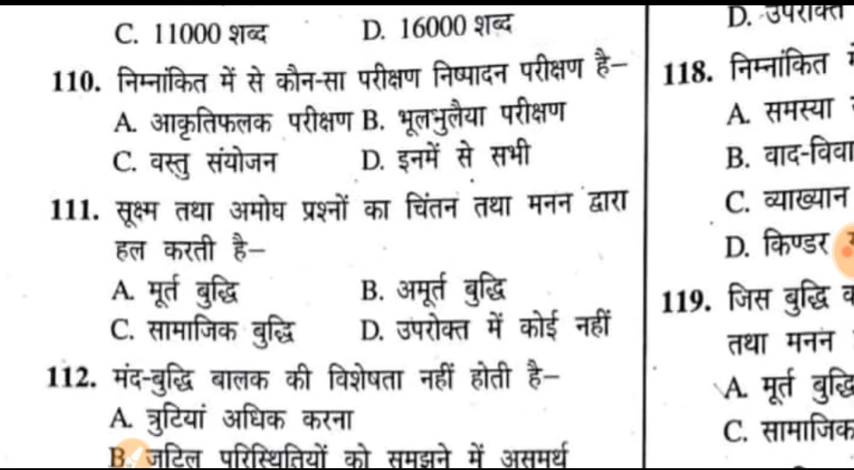 C. 11000 शब्द D. 16000 शब्द
110. निम्नांकित में से कौन-सा परीक्षण निष्पादन परीक्षण है–
A. आकृतिफलक परीक्षण B. भूलभुलैया परीक्षण
C. वस्तु संयोजन D. इनमें से सभी
111. सूक्ष्म तथा अमोघ प्रश्नों का चिंतन तथा मनन द्वारा
हल करती है–
A. मूर्त बुद्धि B. अमूर्त बुद्धि
C. सामाजिक बुद्धि D. उपरोक्त में कोई नहीं
112. मंद-बुद्धि बालक की विशेषता नहीं होती है–
A. त्रुटियां अधिक करना
B. जटिल परिस्थितियों को समझने में असमर्थ
D. उपरोक्त
118. निम्नांकित
A. समस्या
B. वाद-विवा
C. व्याख्यान
D. किण्डर
119. जिस बुद्धि
तथा मनन
A. मूर्त बुद्धि
C. सामाजिक